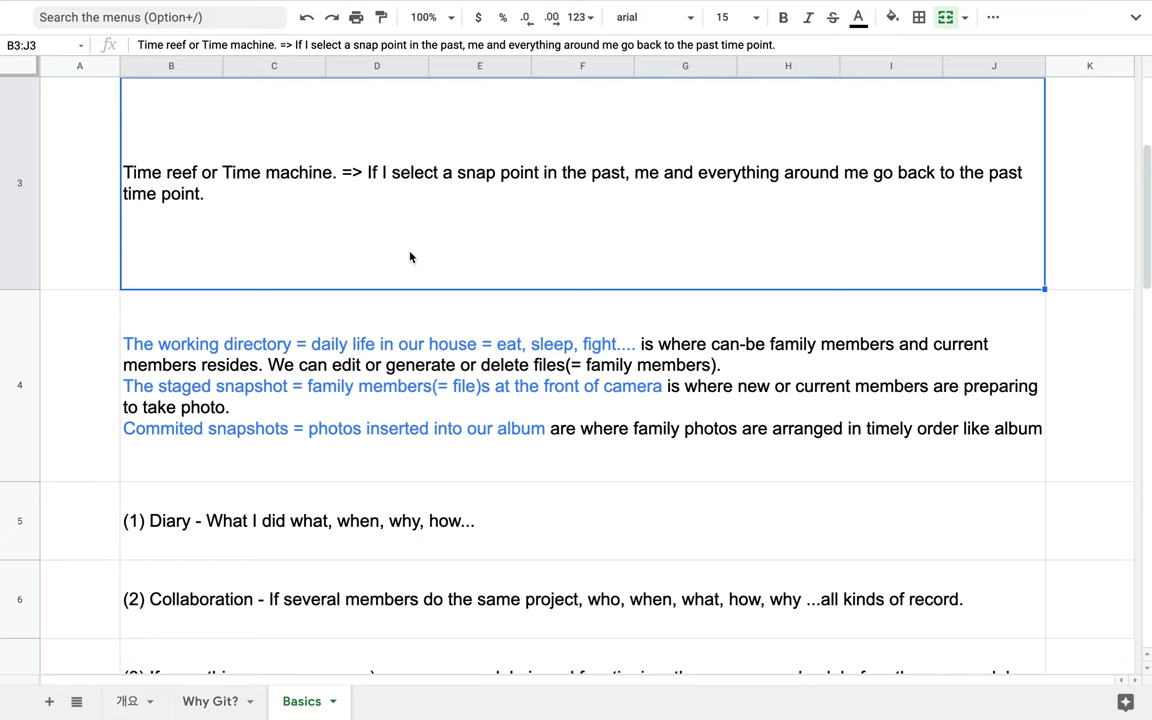 Search the menus (Option+/)
100%
$
%
.0
.00
123
arial
15
B
I
S
A
B3:J3
fx
Time reef or Time machine. => If I select a snap point in the past, me and everything around me go back to the past time point.
A
B
C
D
E
F
G
H
I
J
K
3
Time reef or Time machine. => If I select a snap point in the past, me and everything around me go back to the past
time point.
4
The working directory = daily life in our house = eat, sleep, fight.... is where can-be family members and current
members resides. We can edit or generate or delete files(= family members).
The staged snapshot = family members(= file)s at the front of camera is where new or current members are preparing
to take photo.
Commited snapshots = photos inserted into our album are where family photos are arranged in timely order like album
5
(1) Diary - What I did what, when, why, how...
6
(2) Collaboration - If several members do the same project, who, when, what, how, why ...all kinds of record.
개요
Why Git?
Basics